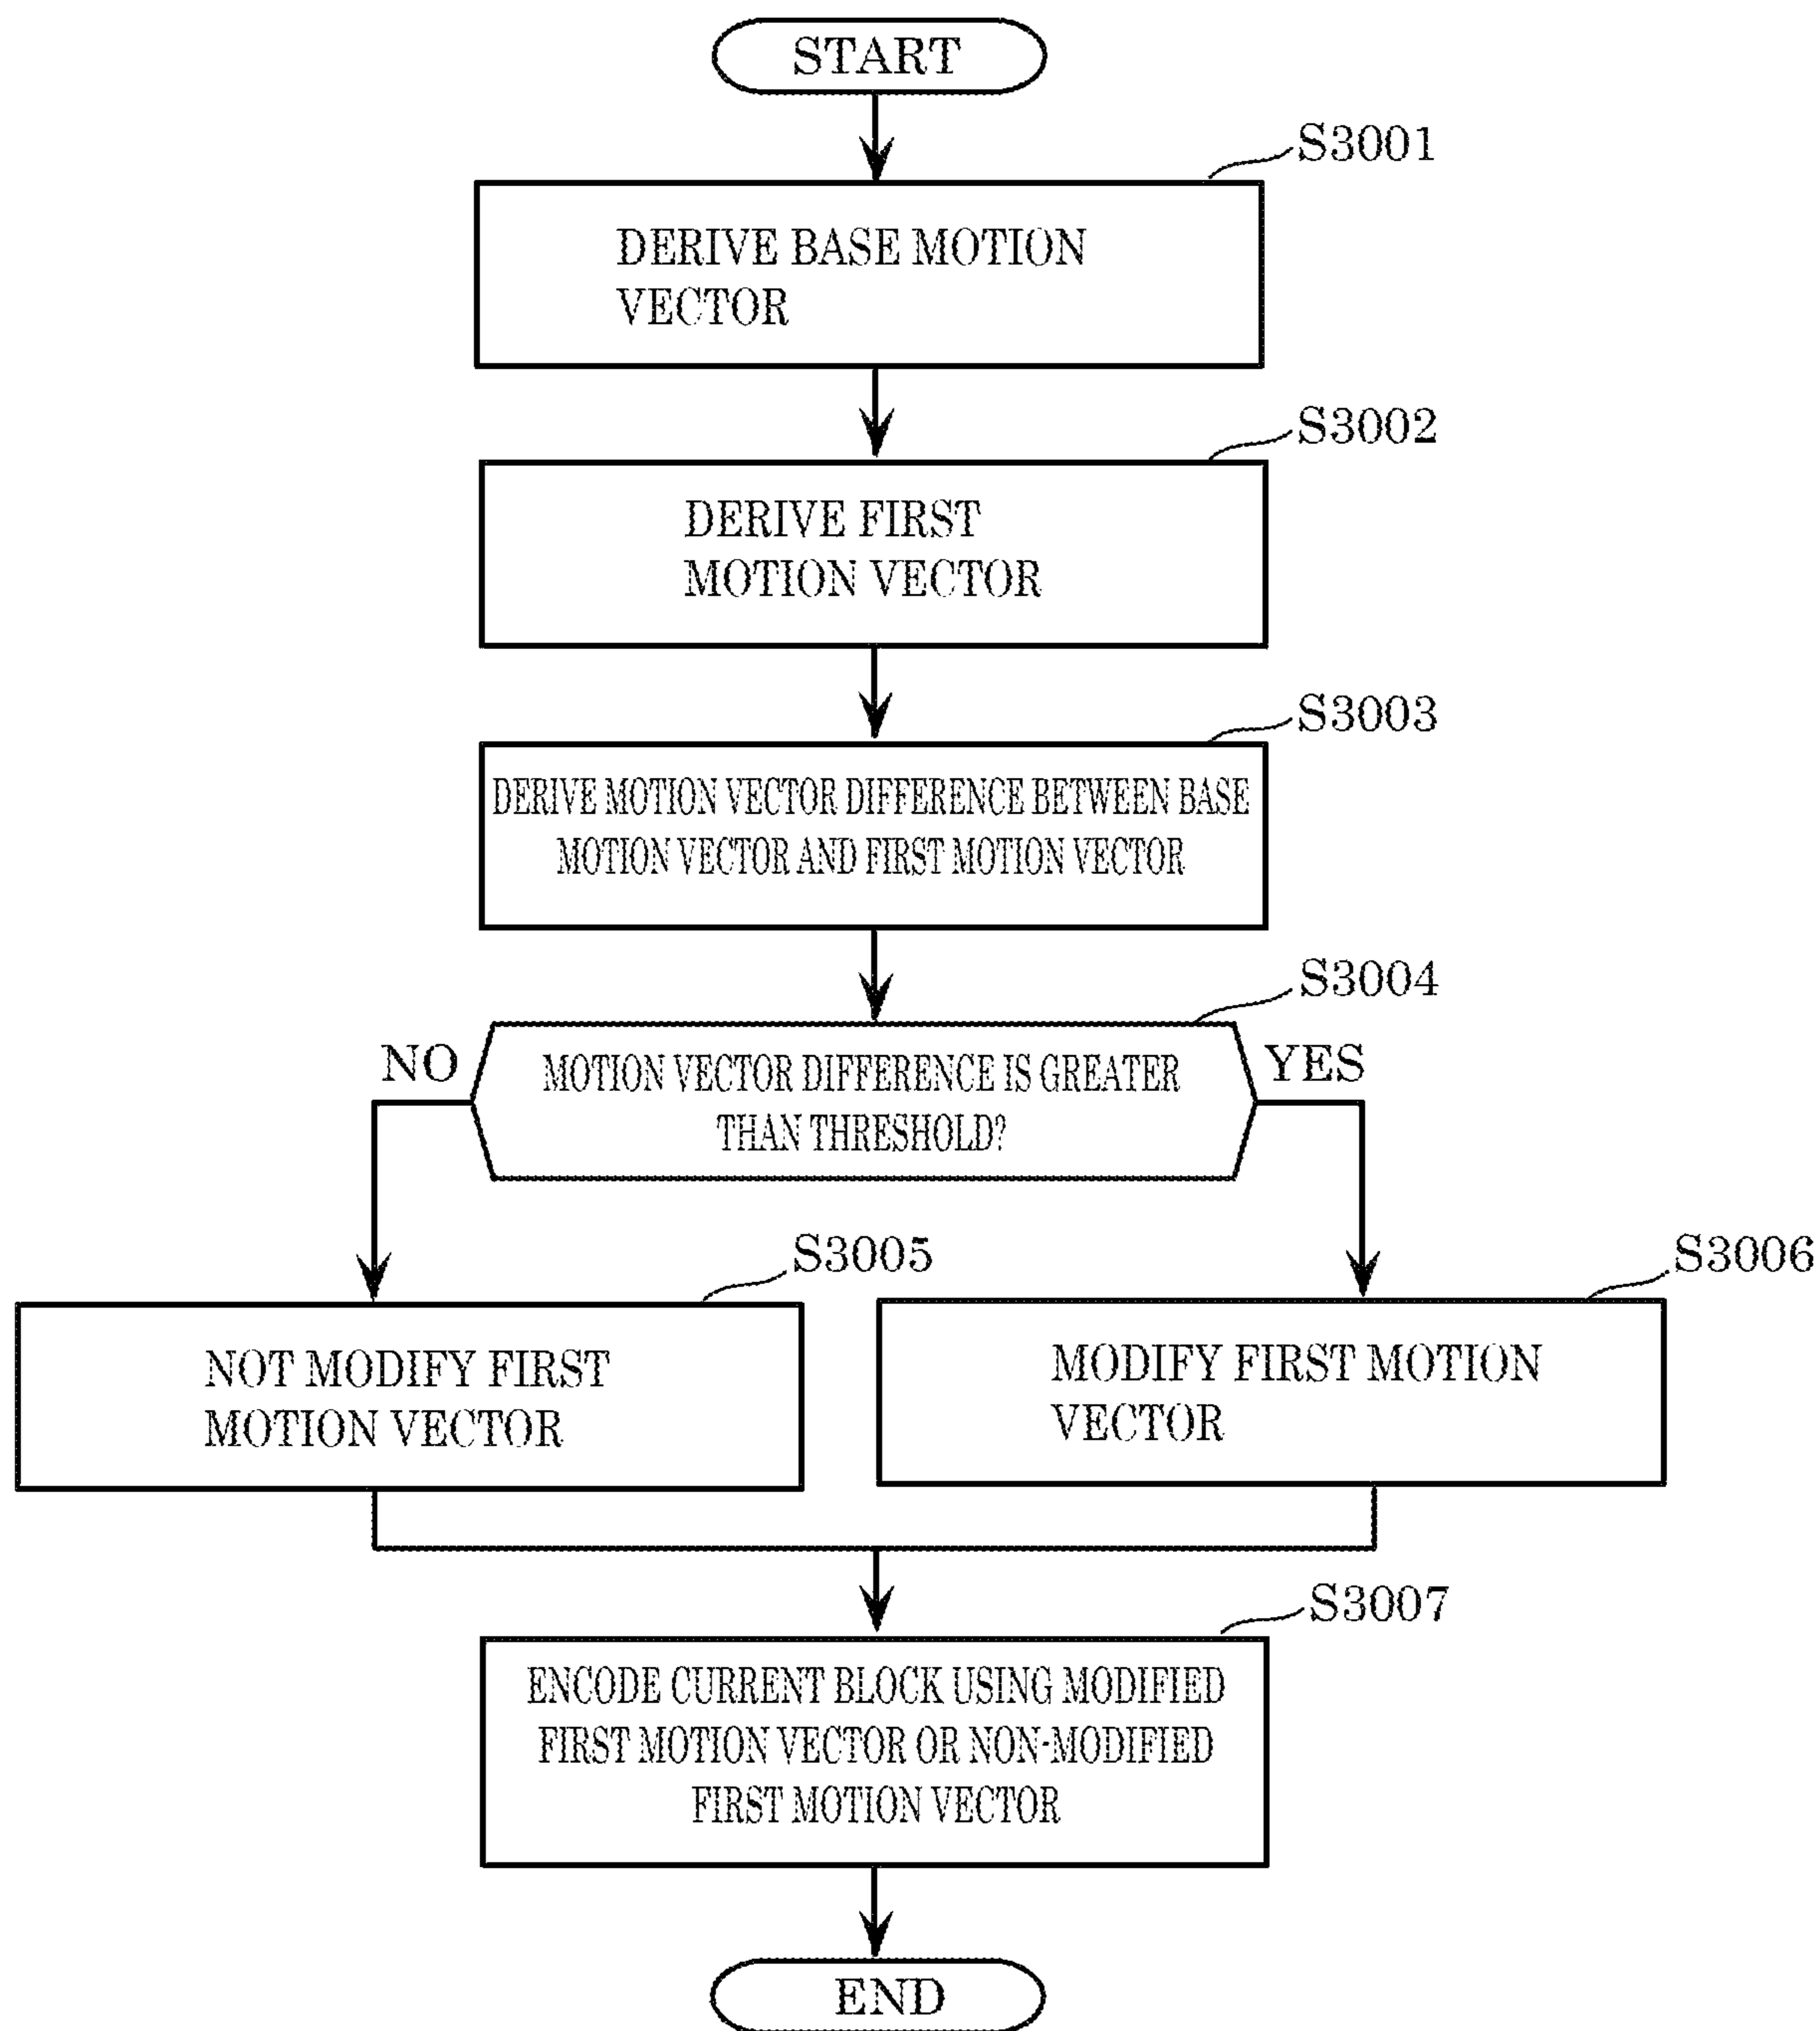 START
S3001
DERIVE BASE MOTION
VECTOR
S3002
DERIVE FIRST
MOTION VECTOR
S3003
DERIVE MOTION VECTOR DIFFERENCE BETWEEN BASE
MOTION VECTOR AND FIRST MOTION VECTOR
S3004
NO
MOTION VECTOR DIFFERENCE IS GREATER
THAN THRESHOLD?
YES
S3005
NOT MODIFY FIRST
MOTION VECTOR
S3006
MODIFY FIRST MOTION
VECTOR
S3007
ENCODE CURRENT BLOCK USING MODIFIED
FIRST MOTION VECTOR OR NON-MODIFIED
FIRST MOTION VECTOR
END